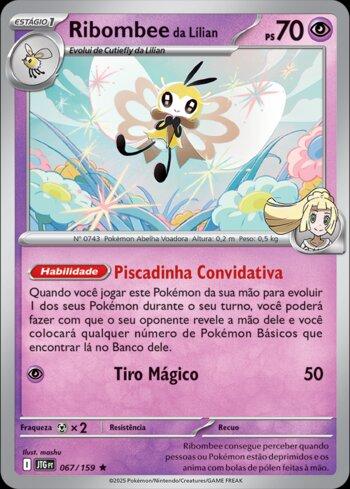 ESTÁGIO 1
Ribombee da Lílian PS 70
Evolui de Cutiefly da Lílian
Nº 0743 Pokémon Abelha Voadora Altura: 0,2 m Peso: 0,5 kg
Habilidade Piscadinha Convidativa
Quando você jogar este Pokémon da sua mão para evoluir
1 dos seus Pokémon durante o seu turno, você poderá
fazer com que o seu oponente revele a mão dele e você
colocará qualquer número de Pokémon Básicos que
encontrar lá no Banco dele.
Tiro Mágico 50
Fraqueza ×2 Resistência Recuo
Ilust. mashu
I JTG PT 067/159 ★
Ribombee consegue perceber quando
pessoas ou Pokémon estão deprimidos e os
anima com bolas de pólen feitas à mão.
©2025 Pokémon/Nintendo/Creatures/GAME FREAK